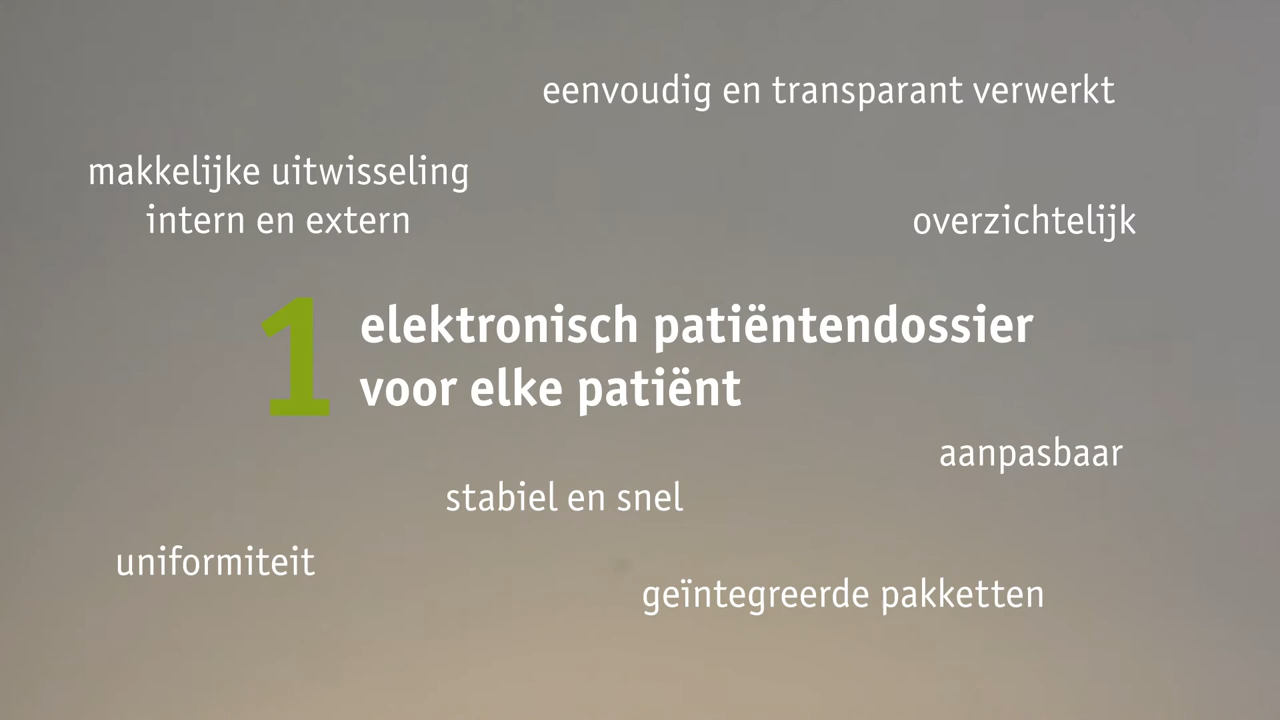 eenvoudig en transparant verwerkt
makkelijke uitwisseling
intern en extern
overzichtelijk
1 elektronisch patiëntendossier
voor elke patiënt
aanpasbaar
stabiel en snel
uniformiteit
geïntegreerde pakketten